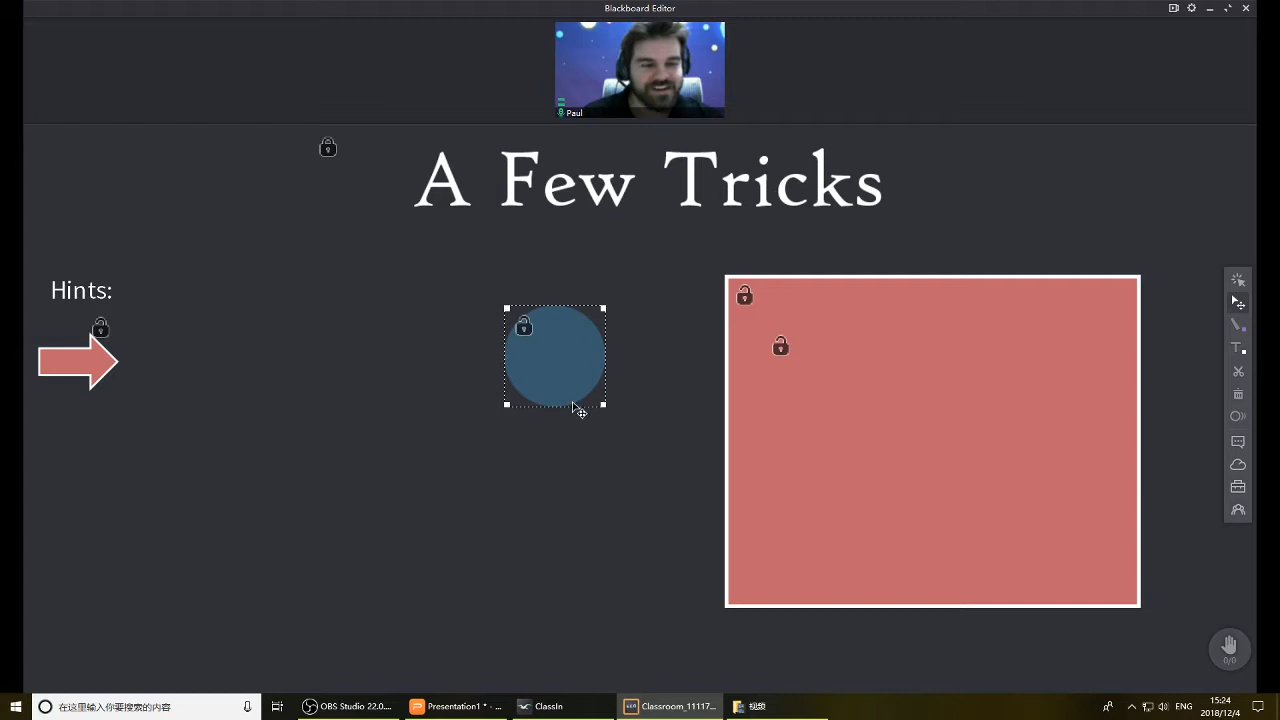 Blackboard Editor
Paul
A Few Tricks
Hints:
0/0
在这里输入你要搜索的内容
OBS Studio 22.0....
Presentation1 * - ...
ClassIn
Classroom_11117...
视频
ENG
15:24
2018/12/4